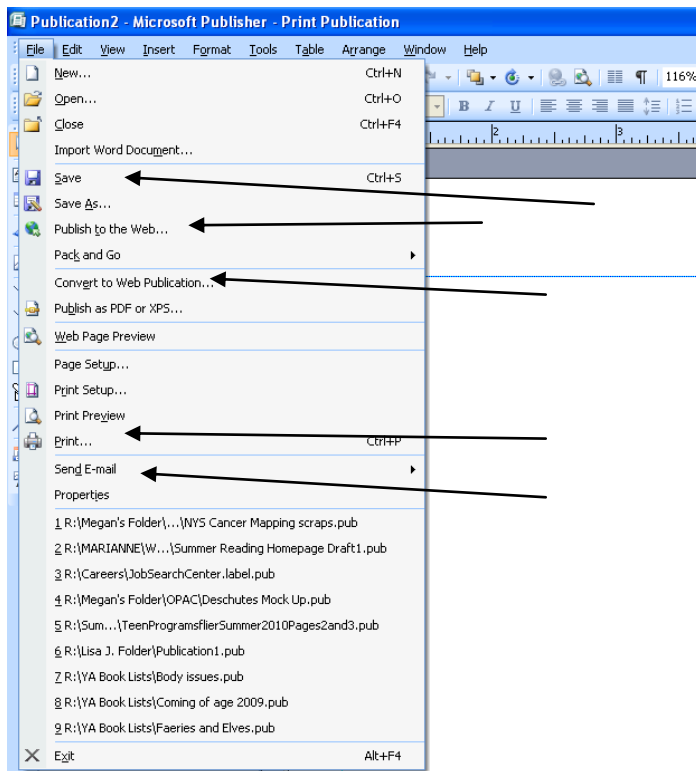 Publication2 - Microsoft Publisher - Print Publication
File Edit View Insert Format Tools Table Arrange Window Help
New... Ctrl+N
116%
Open... Ctrl+O
B I U
Close Ctrl+F4
2 3
Import Word Document...
Save Ctrl+S
Save As...
Publish to the Web...
Pack and Go
Convert to Web Publication...
Publish as PDF or XPS...
Web Page Preview
Page Setup...
Print Setup...
Print Preview
Print... Ctrl+P
Send E-mail
Properties
1 R:\Megan's Folder\...\NYS Cancer Mapping scraps.pub
2 R:\MARIANNE\W...\Summer Reading Homepage Draft1.pub
3 R:\Careers\JobSearchCenter.label.pub
4 R:\Megan's Folder\OPAC\Deschutes Mock Up.pub
5 R:\Sum...\TeenProgramsflierSummer2010Pages2and3.pub
6 R:\Lisa J. Folder\Publication1.pub
7 R:\YA Book Lists\Body issues.pub
8 R:\YA Book Lists\Coming of age 2009.pub
9 R:\YA Book Lists\Faeries and Elves.pub
Exit Alt+F4